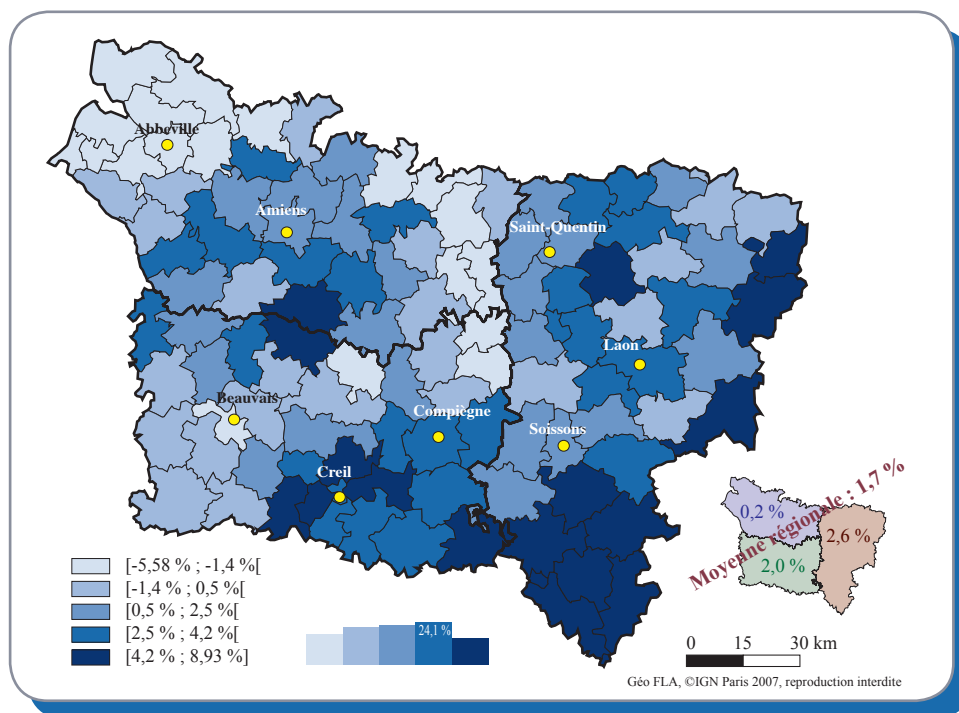 Abbeville
Amiens
Saint-Quentin
Laon
Beauvais
Compiègne
Soissons
Creil
Moyenne régionale : 1,7 %
0,2 %
2,6 %
2,0 %
[-5,58 % ; -1,4 %[
[-1,4 % ; 0,5 %[
[0,5 % ; 2,5 %[
[2,5 % ; 4,2 %[
[4,2 % ; 8,93 %]
24,1 %
0 15 30 km
Géo FLA, ©IGN Paris 2007, reproduction interdite